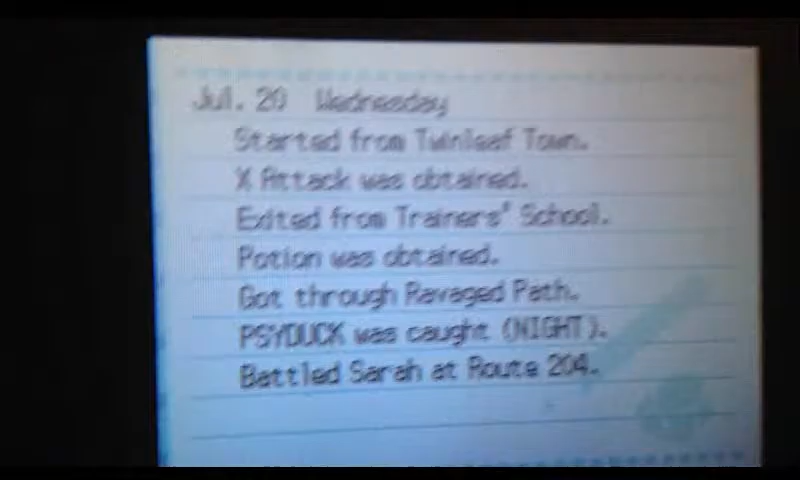 Jul. 20 Wednesday
Started from Twinleaf Town.
X Attack was obtained.
Exited from Trainers' School.
Potion was obtained.
Got through Ravaged Path.
PSYDUCK was caught (NIGHT).
Battled Sarah at Route 204.